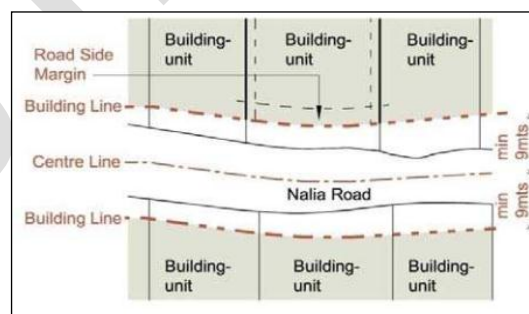 Building-
unit
Building-
unit
Building-
unit
Road Side
Margin
Building Line
min
9mts
Centre Line
Nalia Road
min
9mts
Building Line
Building-
unit
Building-
unit
Building-
unit